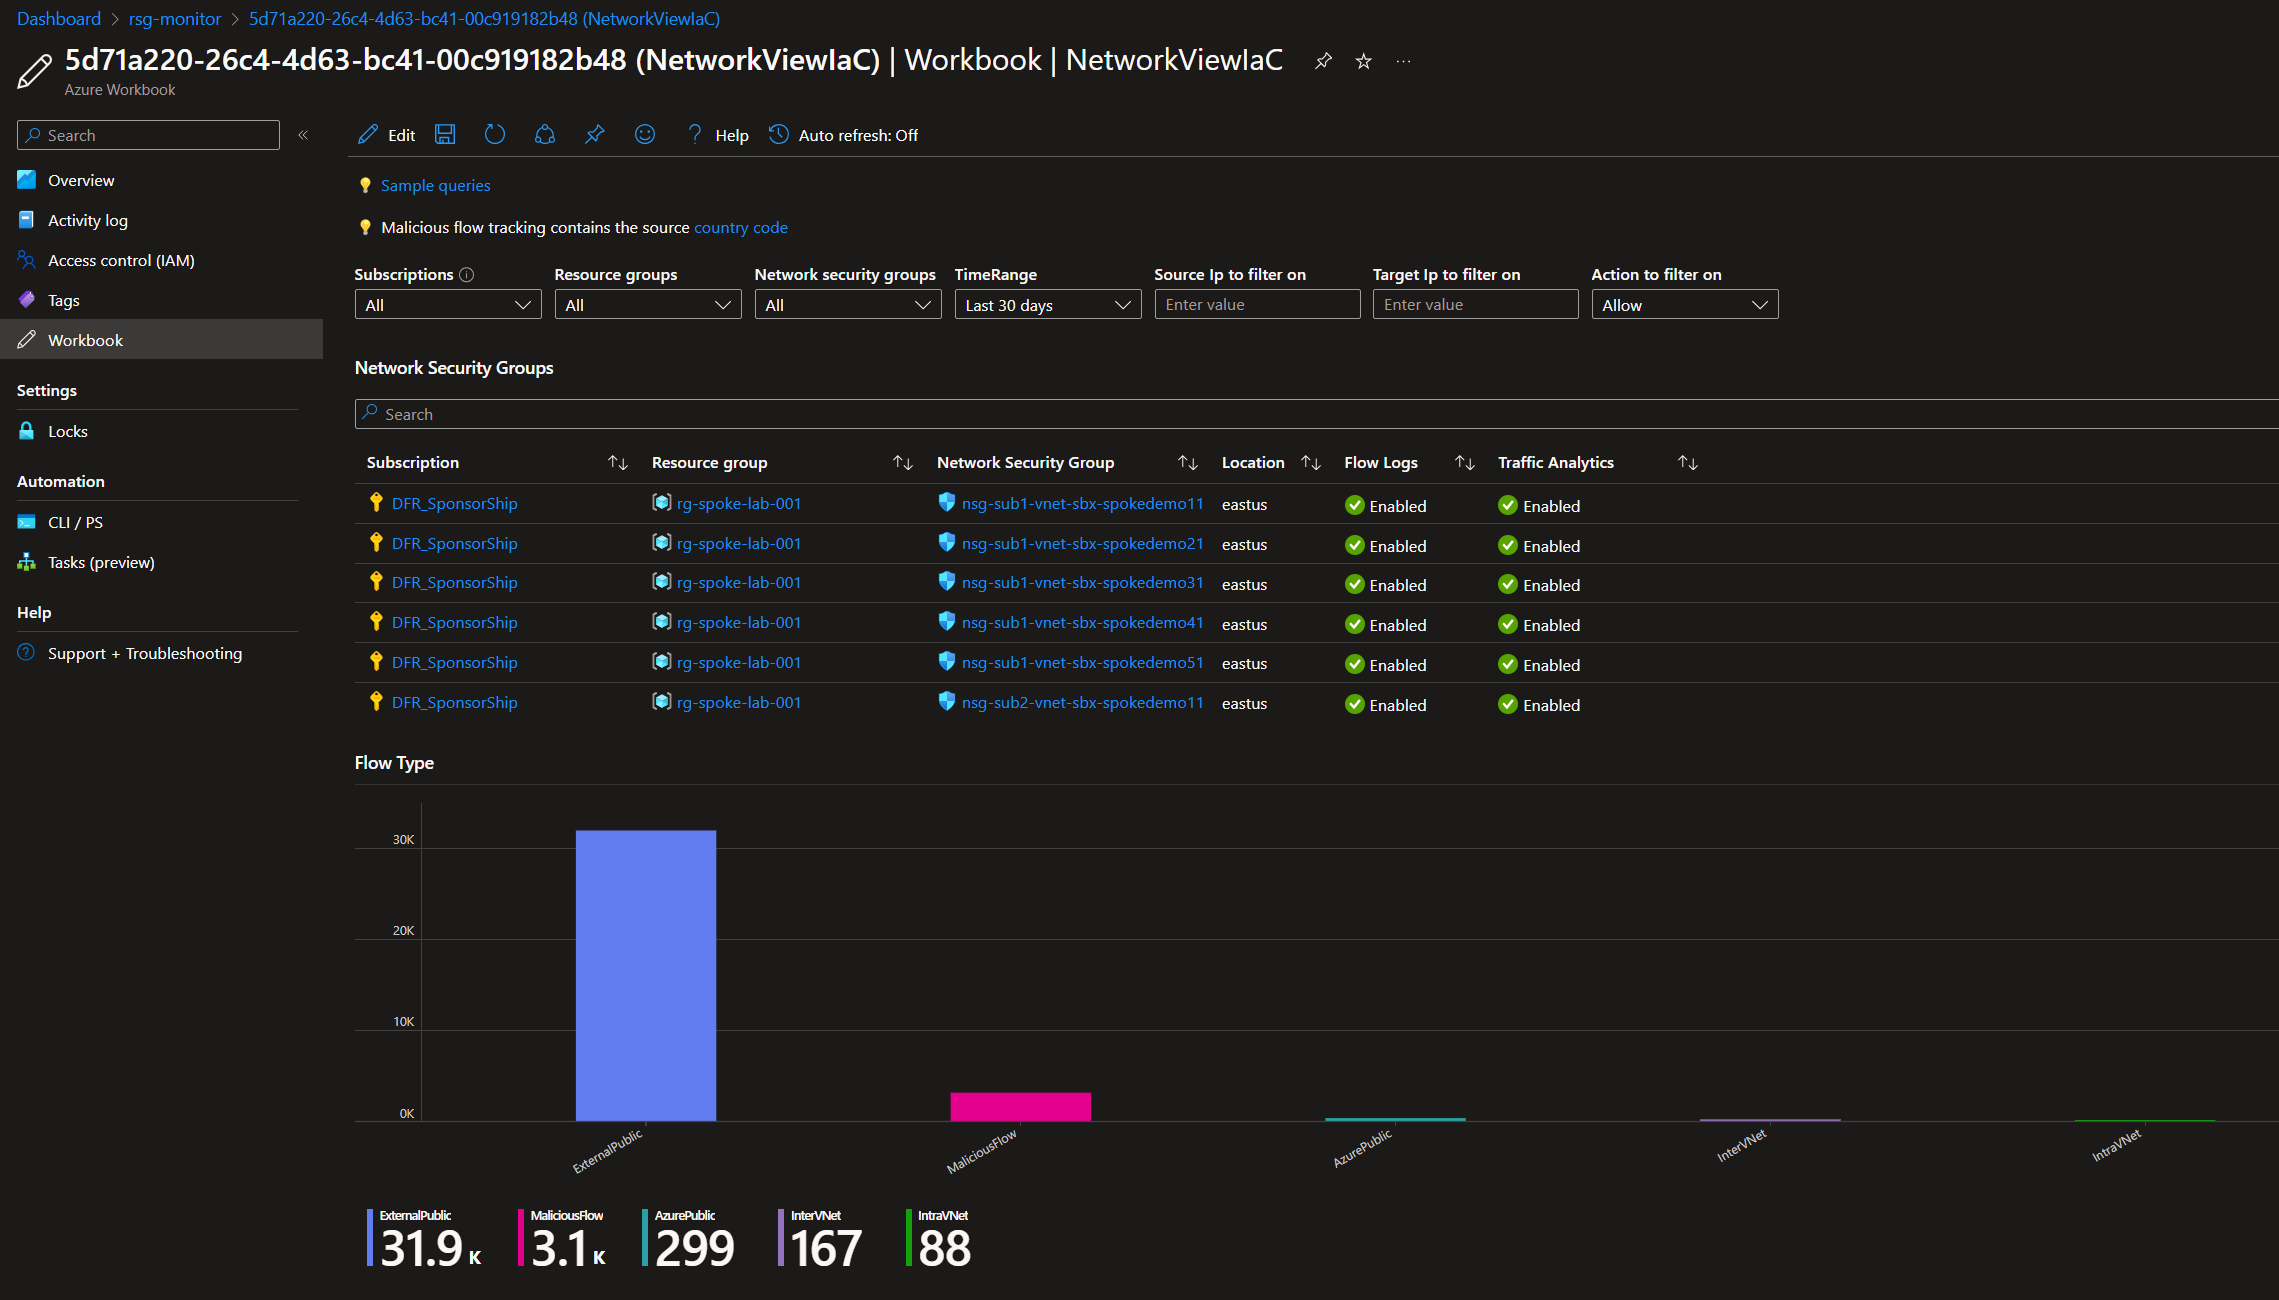 Dashboard > rsg-monitor > 5d71a220-26c4-4d63-bc41-00c919182b48 (NetworkViewIaC)
5d71a220-26c4-4d63-bc41-00c919182b48 (NetworkViewIaC) | Workbook | NetworkViewIaC
Azure Workbook
Search
Overview
Activity log
Access control (IAM)
Tags
Workbook
Settings
Locks
Automation
CLI / PS
Tasks (preview)
Help
Support + Troubleshooting
Edit Help Auto refresh: Off
Sample queries
Malicious flow tracking contains the source country code
Subscriptions Resource groups Network security groups TimeRange Source Ip to filter on Target Ip to filter on Action to filter on
All All All Last 30 days Enter value Enter value Allow
Network Security Groups
Search
Subscription Resource group Network Security Group Location Flow Logs Traffic Analytics
DFR_SponsorShip rg-spoke-lab-001 nsg-sub1-vnet-sbx-spokedemo11 eastus Enabled Enabled
DFR_SponsorShip rg-spoke-lab-001 nsg-sub1-vnet-sbx-spokedemo21 eastus Enabled Enabled
DFR_SponsorShip rg-spoke-lab-001 nsg-sub1-vnet-sbx-spokedemo31 eastus Enabled Enabled
DFR_SponsorShip rg-spoke-lab-001 nsg-sub1-vnet-sbx-spokedemo41 eastus Enabled Enabled
DFR_SponsorShip rg-spoke-lab-001 nsg-sub1-vnet-sbx-spokedemo51 eastus Enabled Enabled
DFR_SponsorShip rg-spoke-lab-001 nsg-sub2-vnet-sbx-spokedemo11 eastus Enabled Enabled
Flow Type
30K
20K
10K
0K
ExternalPublic MaliciousFlow AzurePublic InterVNet IntraVNet
ExternalPublic MaliciousFlow AzurePublic InterVNet IntraVNet
31.9 K 3.1 K 299 167 88